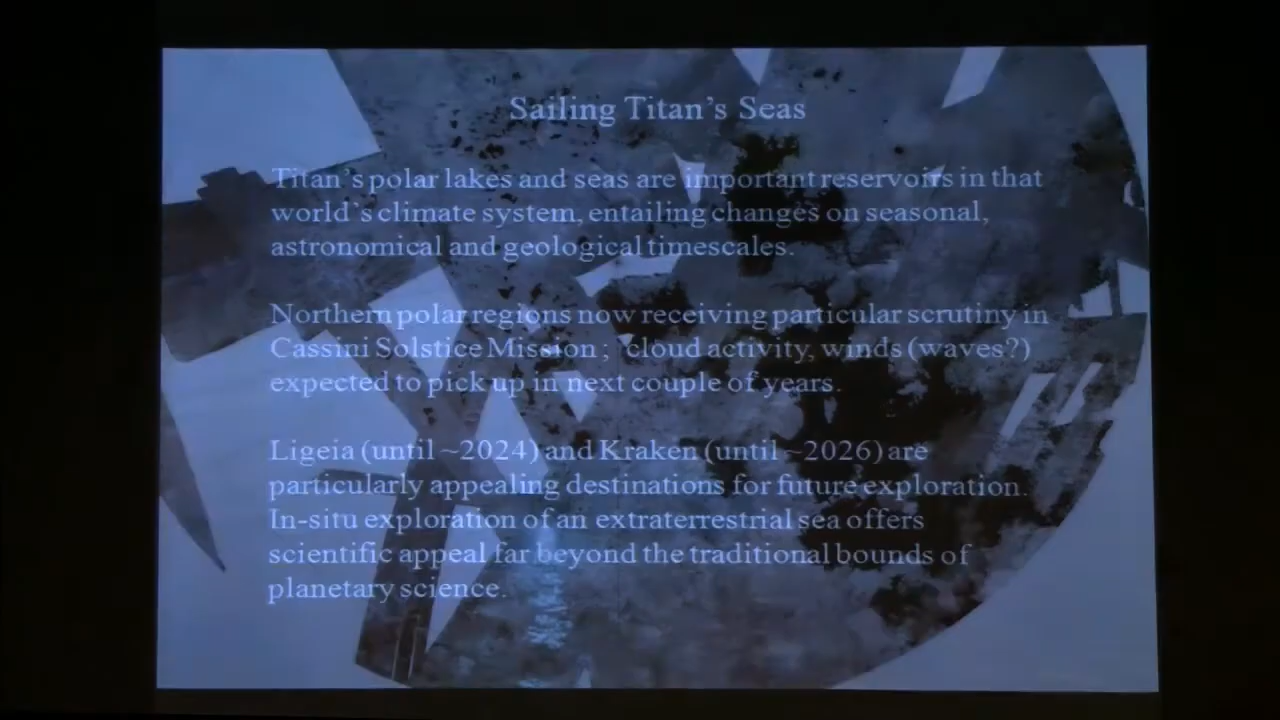 Sailing Titan's Seas
Titan's polar lakes and seas are important reservoirs in that
world's climate system, entailing changes on seasonal,
astronomical and geological timescales.
Northern polar regions now receiving particular scrutiny in
Cassini Solstice Mission ; cloud activity, winds (waves?)
expected to pick up in next couple of years.
Ligeia (until ~2024) and Kraken (until ~2026) are
particularly appealing destinations for future exploration.
In-situ exploration of an extraterrestrial sea offers
scientific appeal far beyond the traditional bounds of
planetary science.